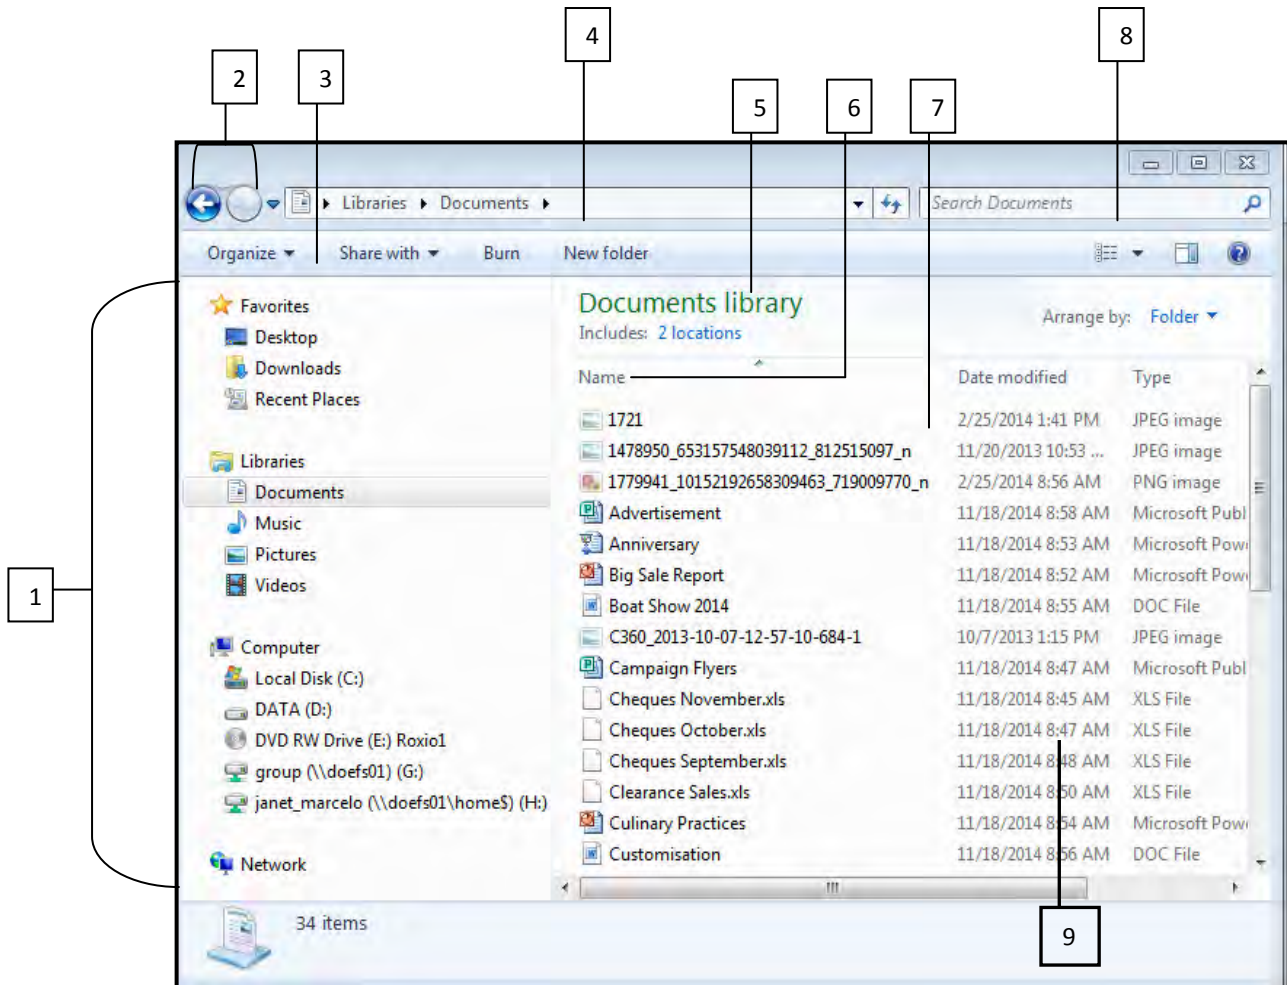 4
8
2
3
5
6
7
Libraries Documents
Search Documents
Organize Share with Burn New folder
1
Favorites
Desktop
Downloads
Recent Places
Libraries
Documents
Music
Pictures
Videos
Computer
Local Disk (C:)
DATA (D:)
DVD RW Drive (E:) Roxio1
group (\\doefs01) (G:)
janet_marcelo (\\doefs01\home$) (H:)
Network
Documents library
Includes: 2 locations
Arrange by: Folder
Name Date modified Type
1721 2/25/2014 1:41 PM JPEG image
1478950_653157548039112_812515097_n 11/20/2013 10:53 ... JPEG image
1779941_10152192658309463_719009770_n 2/25/2014 8:56 AM PNG image
Advertisement 11/18/2014 8:58 AM Microsoft Publ
Anniversary 11/18/2014 8:53 AM Microsoft Pow
Big Sale Report 11/18/2014 8:52 AM Microsoft Pow
Boat Show 2014 11/18/2014 8:55 AM DOC File
C360_2013-10-07-12-57-10-684-1 10/7/2013 1:15 PM JPEG image
Campaign Flyers 11/18/2014 8:47 AM Microsoft Publ
Cheques November.xls 11/18/2014 8:45 AM XLS File
Cheques October.xls 11/18/2014 8:47 AM XLS File
Cheques September.xls 11/18/2014 8:48 AM XLS File
Clearance Sales.xls 11/18/2014 8:50 AM XLS File
Culinary Practices 11/18/2014 8:54 AM Microsoft Pow
Customisation 11/18/2014 8:56 AM DOC File
34 items
9